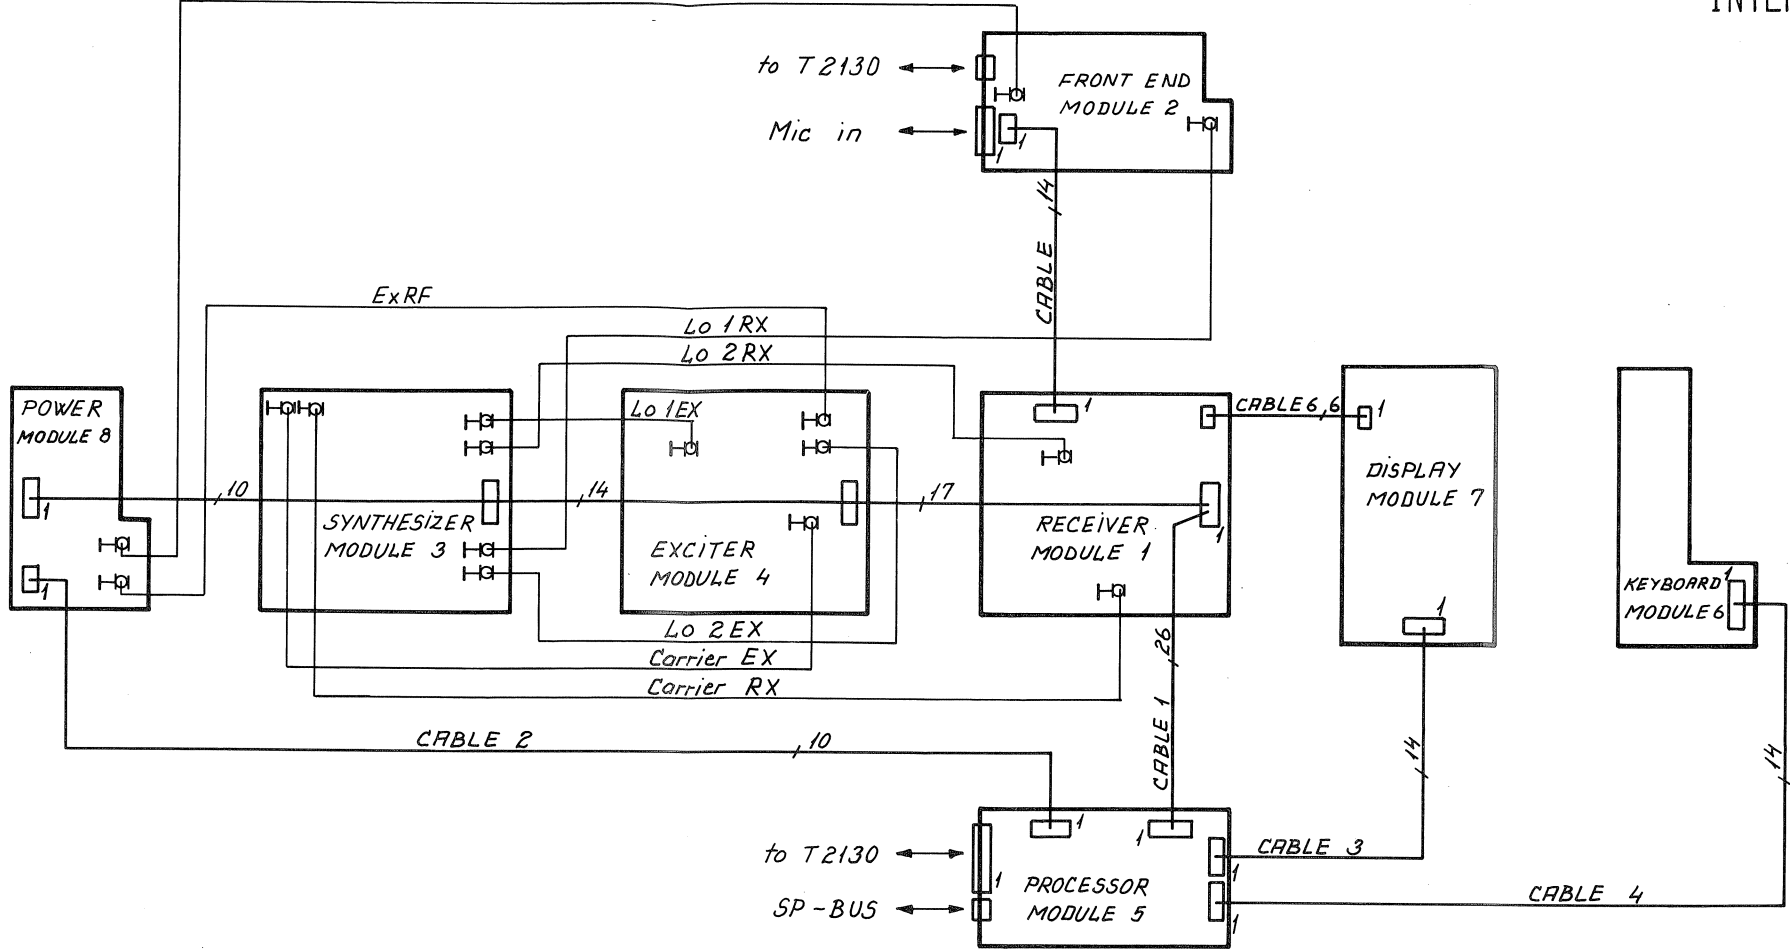 to T2130
FRONT END
MODULE 2
Mic in
1
1
14
CABLE
ExRF
Lo 1RX
Lo 2RX
POWER
MODULE 8
Lo 1EX
1
CABLE 6,6
1
DISPLAY
MODULE 7
1
10
14
17
SYNTHESIZER
MODULE 3
EXCITER
MODULE 4
RECEIVER
MODULE 1
1
1
KEYBOARD
MODULE 6
1
1
Lo 2EX
Carrier EX
Carrier RX
26
CABLE 1
CABLE 2
10
14
14
1
1
to T2130
CABLE 3
1
1
PROCESSOR
MODULE 5
SP-BUS
CABLE 4
1